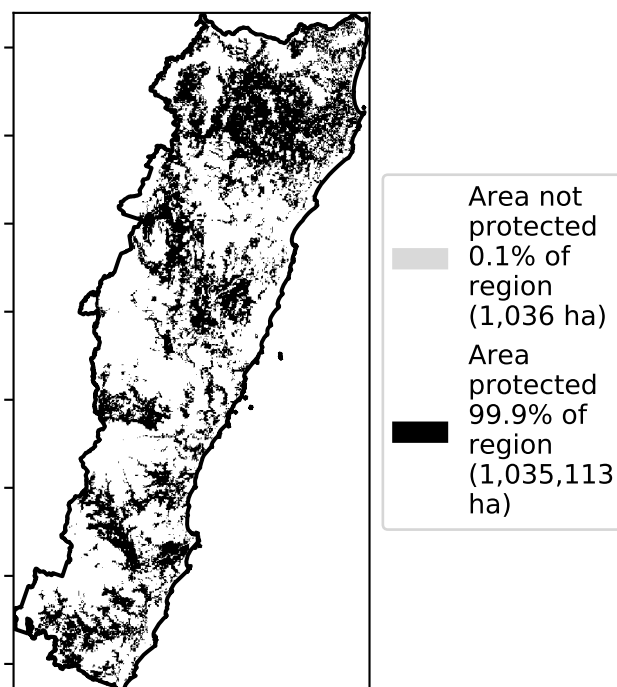 Area not
protected
0.1% of
region
(1,036 ha)
Area
protected
99.9% of
region
(1,035,113
ha)